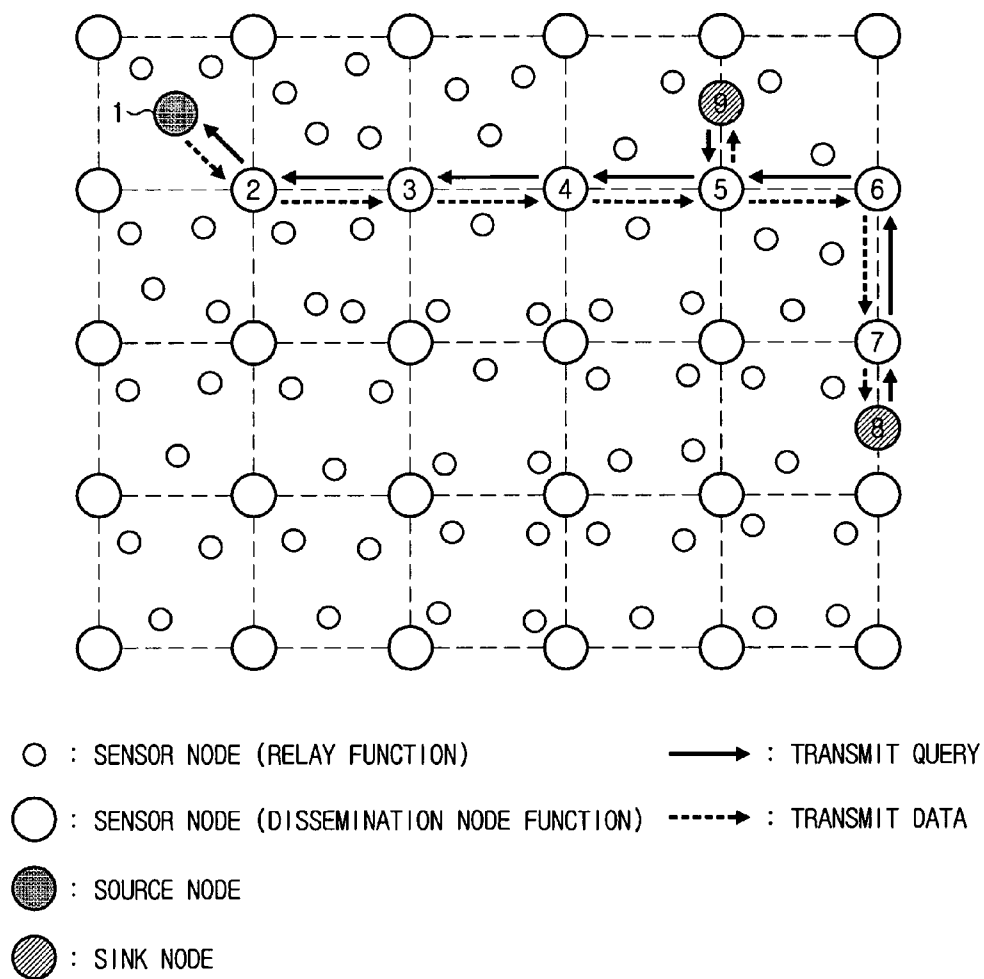 9
1
2
3
4
5
6
7
8
: SENSOR NODE (RELAY FUNCTION)
: TRANSMIT QUERY
: SENSOR NODE (DISSEMINATION NODE FUNCTION)
: TRANSMIT DATA
: SOURCE NODE
: SINK NODE